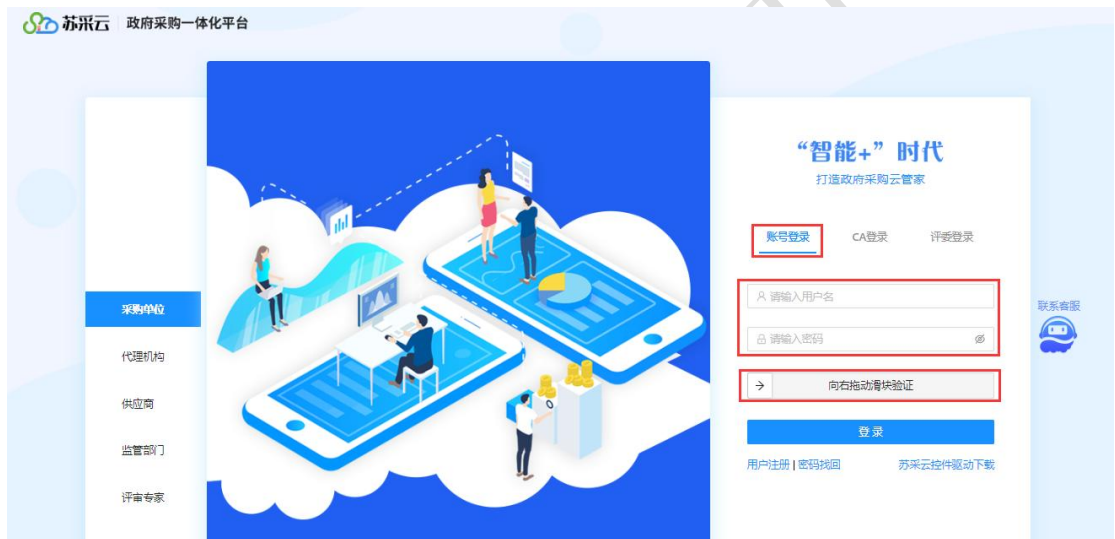 苏采云 政府采购一体化平台
“智能+”时代
打造政府采购云管家
账号登录 CA登录 评委登录
采购单位
代理机构
供应商
监管部门
评审专家
请输入用户名
请输入密码
向右拖动滑块验证
登录
用户注册 | 密码找回 苏采云控件驱动下载
联系客服